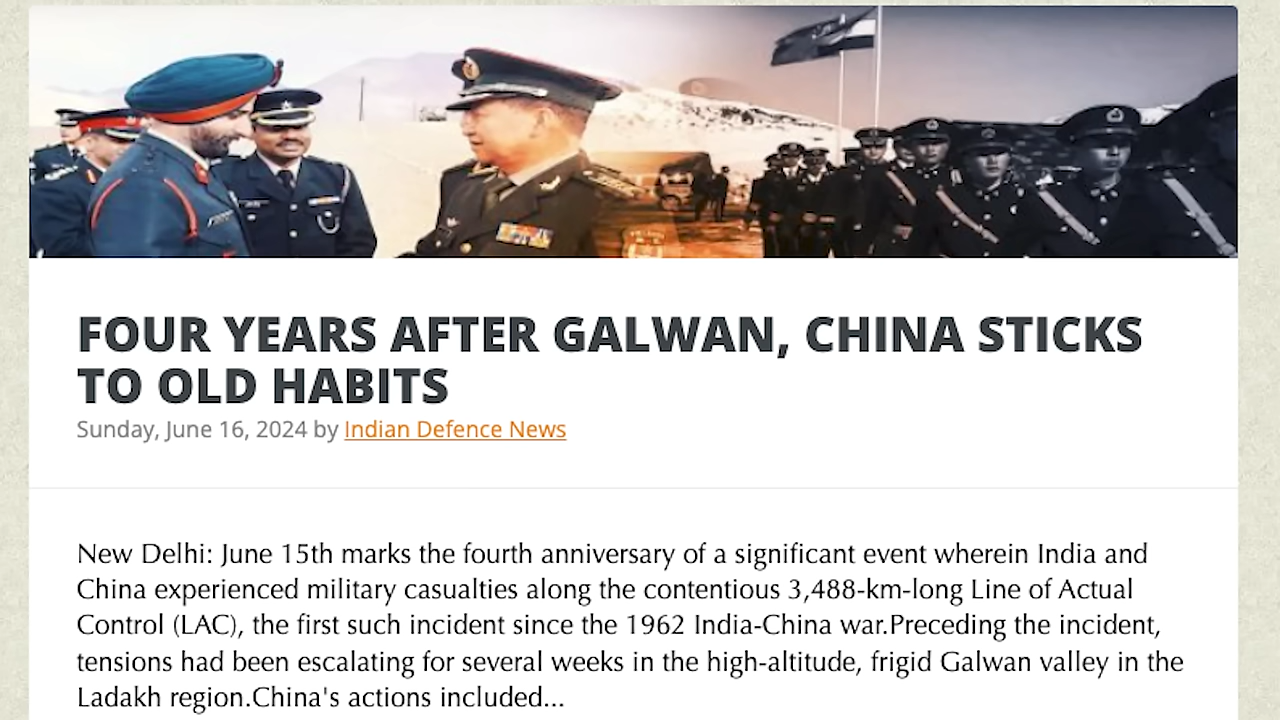 FOUR YEARS AFTER GALWAN, CHINA STICKS
TO OLD HABITS
Sunday, June 16, 2024 by Indian Defence News
New Delhi: June 15th marks the fourth anniversary of a significant event wherein India and
China experienced military casualties along the contentious 3,488-km-long Line of Actual
Control (LAC), the first such incident since the 1962 India-China war.Preceding the incident,
tensions had been escalating for several weeks in the high-altitude, frigid Galwan valley in the
Ladakh region.China's actions included...